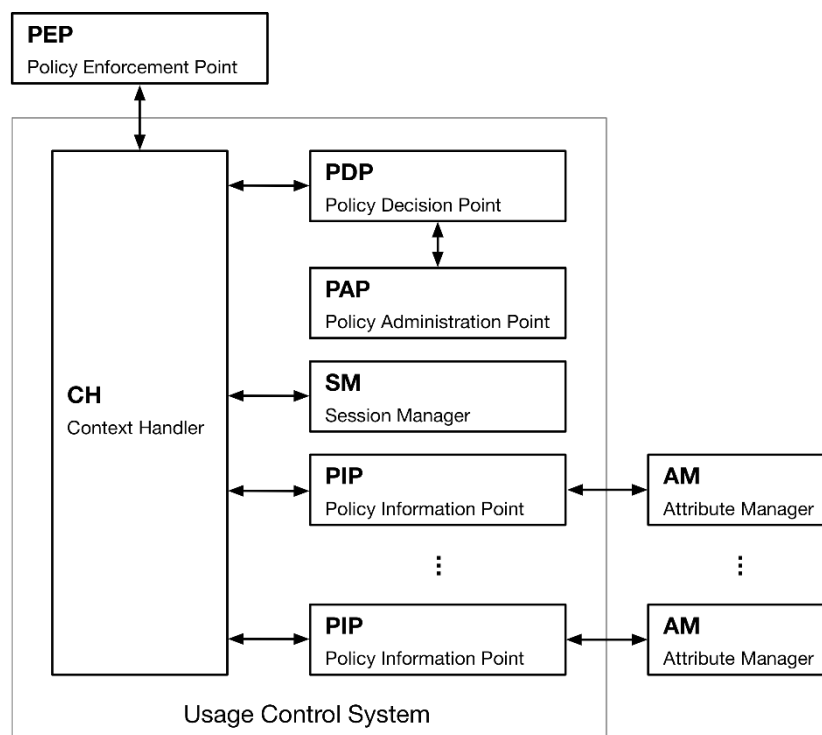 PEP
Policy Enforcement Point
PDP
Policy Decision Point
PAP
Policy Administration Point
CH
Context Handler
SM
Session Manager
PIP
Policy Information Point
AM
Attribute Manager
⋮
⋮
PIP
Policy Information Point
AM
Attribute Manager
Usage Control System